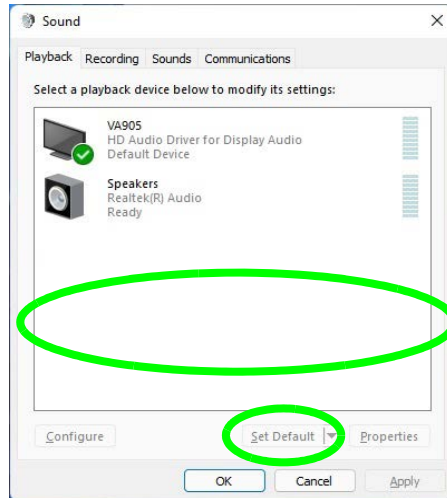 Sound
Playback Recording Sounds Communications
Select a playback device below to modify its settings:
VA905
HD Audio Driver for Display Audio
Default Device
Speakers
Realtek(R) Audio
Ready
Configure Set Default Properties
OK Cancel Apply